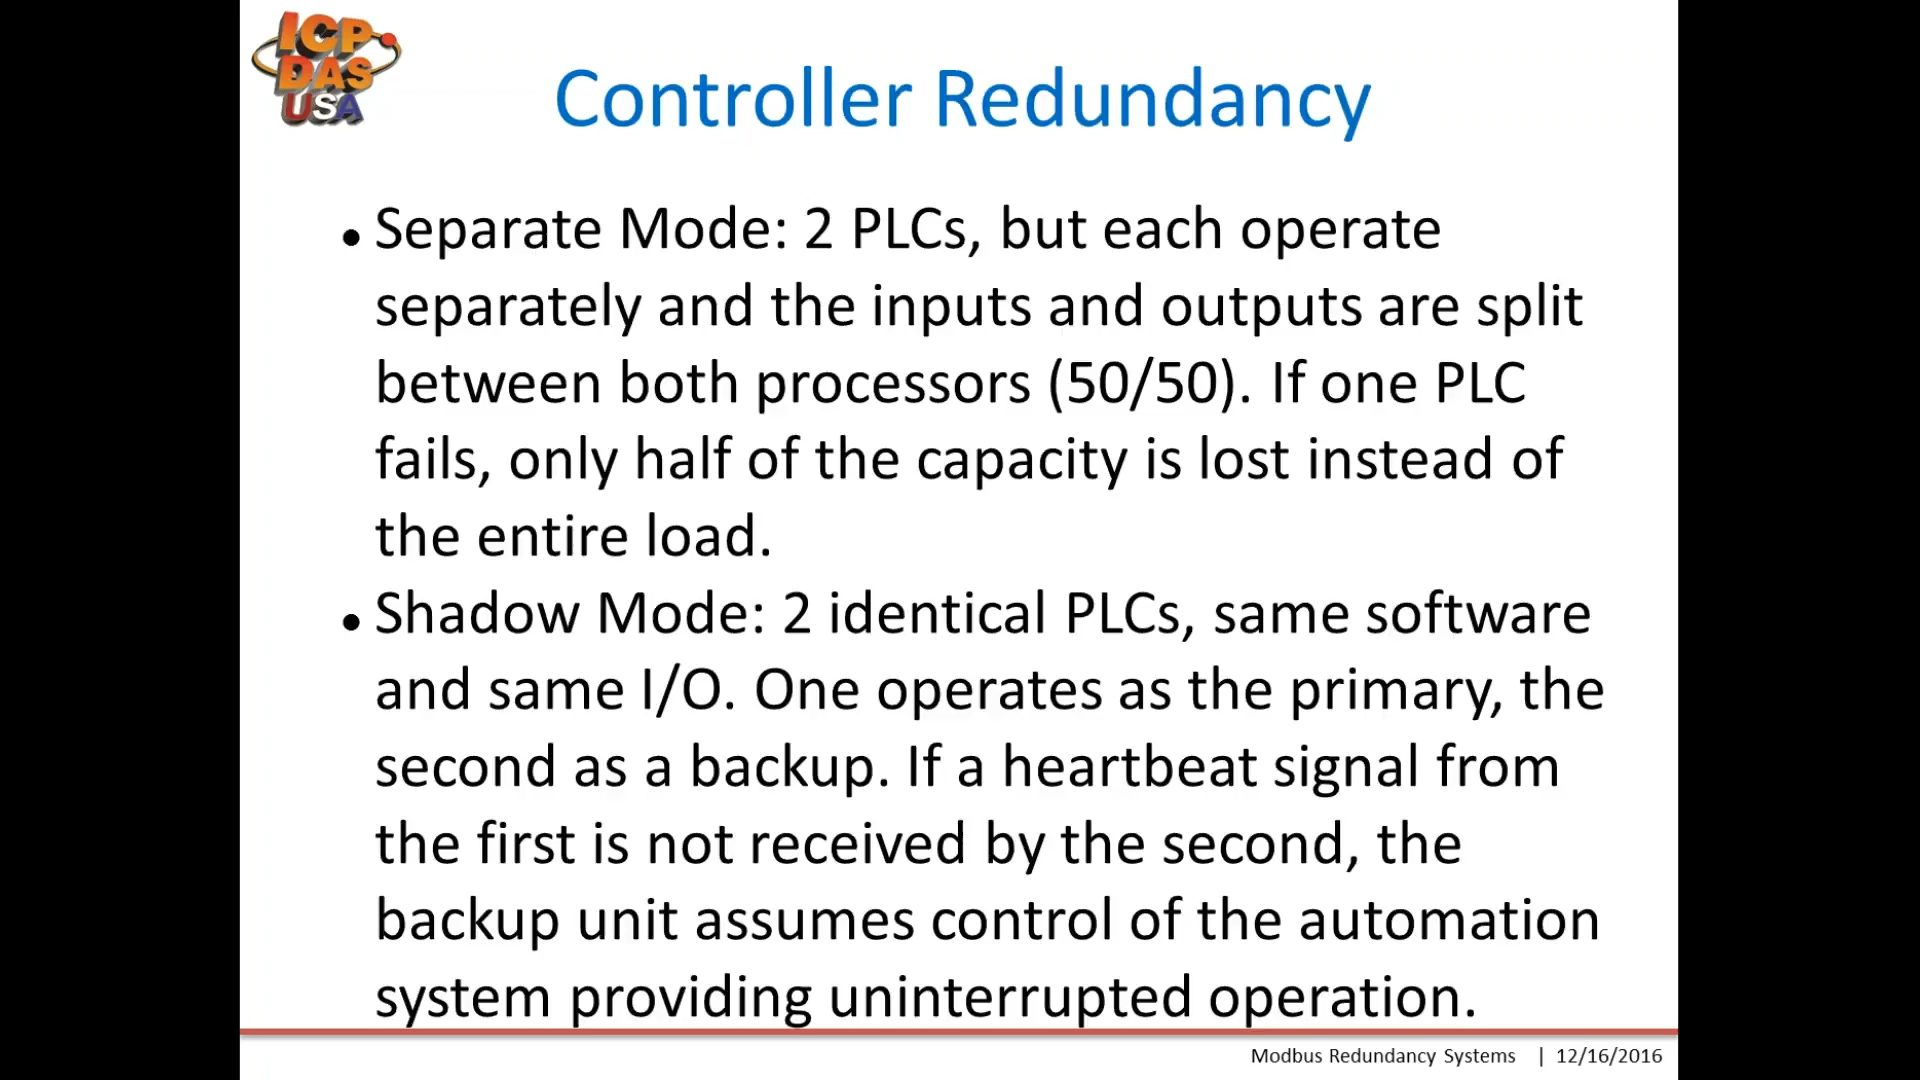 ICP
DAS
USA
Controller Redundancy
• Separate Mode: 2 PLCs, but each operate
separately and the inputs and outputs are split
between both processors (50/50). If one PLC
fails, only half of the capacity is lost instead of
the entire load.
• Shadow Mode: 2 identical PLCs, same software
and same I/O. One operates as the primary, the
second as a backup. If a heartbeat signal from
the first is not received by the second, the
backup unit assumes control of the automation
system providing uninterrupted operation.
Modbus Redundancy Systems | 12/16/2016